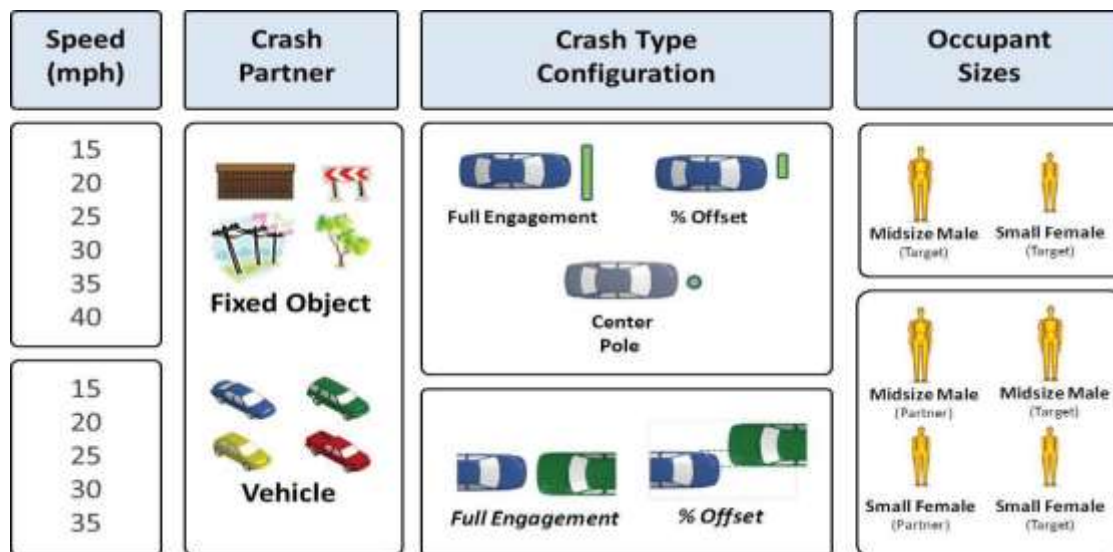 Speed
(mph)
Crash
Partner
Crash Type
Configuration
Occupant
Sizes
15
20
25
30
35
40
Fixed Object
Full Engagement
% Offset
Center
Pole
Midsize Male
(Target)
Small Female
(Target)
15
20
25
30
35
Vehicle
Full Engagement
% Offset
Midsize Male
(Partner)
Midsize Male
(Target)
Small Female
(Partner)
Small Female
(Target)